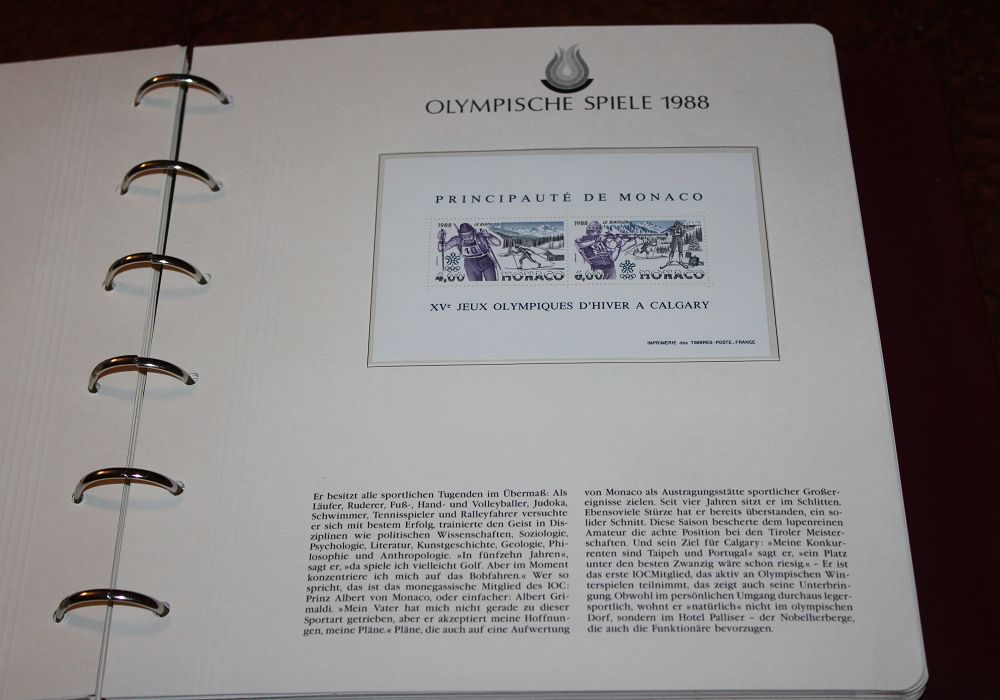 OLYMPISCHE SPIELE 1988
PRINCIPAUTÉ DE MONACO
1988 LE BIATHLON
10
4,00 MONACO
1988 LE BIATHLON
6,00 MONACO
XVe JEUX OLYMPIQUES D'HIVER A CALGARY
IMPRIMERIE des TIMBRES-POSTE. FRANCE
Er besitzt alle sportlichen Tugenden im Übermaß: Als
Läufer, Ruderer, Fuß-, Hand- und Volleyballer, Judoka,
Schwimmer, Tennisspieler und Ralleyfahrer versuchte
er sich mit bestem Erfolg, trainierte den Geist in Dis-
ziplinen wie politischen Wissenschaften, Soziologie,
Psychologie, Literatur, Kunstgeschichte, Geologie, Phi-
losophie und Anthropologie. »In fünfzehn Jahren«,
sagt er, »da spiele ich vielleicht Golf. Aber im Moment
konzentriere ich mich auf das Bobfahren.« Wer so
spricht, das ist das monegassische Mitglied des IOC:
Prinz Albert von Monaco, oder einfacher: Albert Gri-
maldi. »Mein Vater hat mich nicht gerade zu dieser
Sportart getrieben, aber er akzeptiert meine Hoffnun-
gen, meine Pläne.« Pläne, die auch auf eine Aufwertung
von Monaco als Austragungsstätte sportlicher Großer-
eignisse zielen. Seit vier Jahren sitzt er im Schlitten.
Ebensoviele Stürze hat er bereits überstanden, ein so-
lider Schnitt. Diese Saison bescherte dem lupenreinen
Amateur die achte Position bei den Tiroler Meister-
schaften. Und sein Ziel für Calgary: »Meine Konkur-
renten sind Taipeh und Portugal« sagt er, »ein Platz
unter den besten Zwanzig wäre schon riesig.« – Er ist
das erste IOCMitglied, das aktiv an Olympischen Win-
terspielen teilnimmt, das zeigt auch seine Unterbrin-
gung. Obwohl im persönlichen Umgang durchaus leger-
sportlich, wohnt er »natürlich« nicht im olympischen
Dorf, sondern im Hotel Palliser – der Nobelherberge,
die auch die Funktionäre bevorzugen.